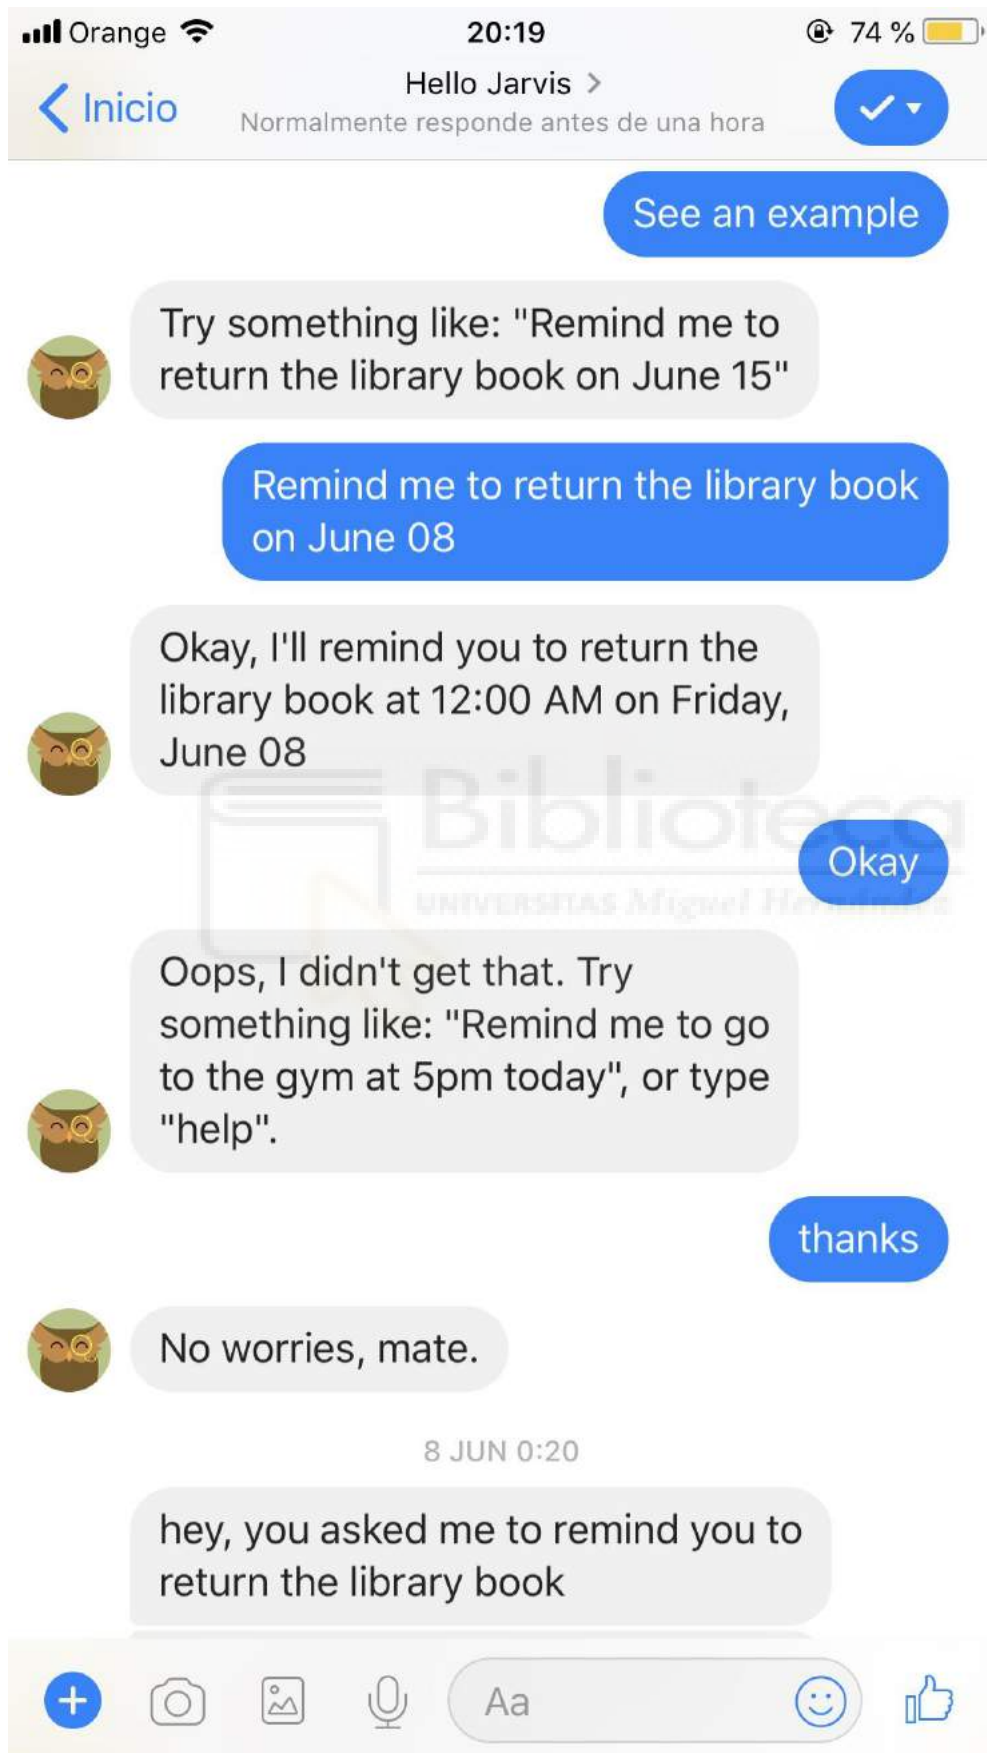 Orange
20:19
74 %
Inicio
Hello Jarvis
Normalmente responde antes de una hora
See an example
Try something like: "Remind me to
return the library book on June 15"
Remind me to return the library book
on June 08
Okay, I'll remind you to return the
library book at 12:00 AM on Friday,
June 08
Biblioteca
UNIVERSITAS Miguel Hernández
Okay
Oops, I didn't get that. Try
something like: "Remind me to go
to the gym at 5pm today", or type
"help".
thanks
No worries, mate.
8 JUN 0:20
hey, you asked me to remind you to
return the library book
Aa